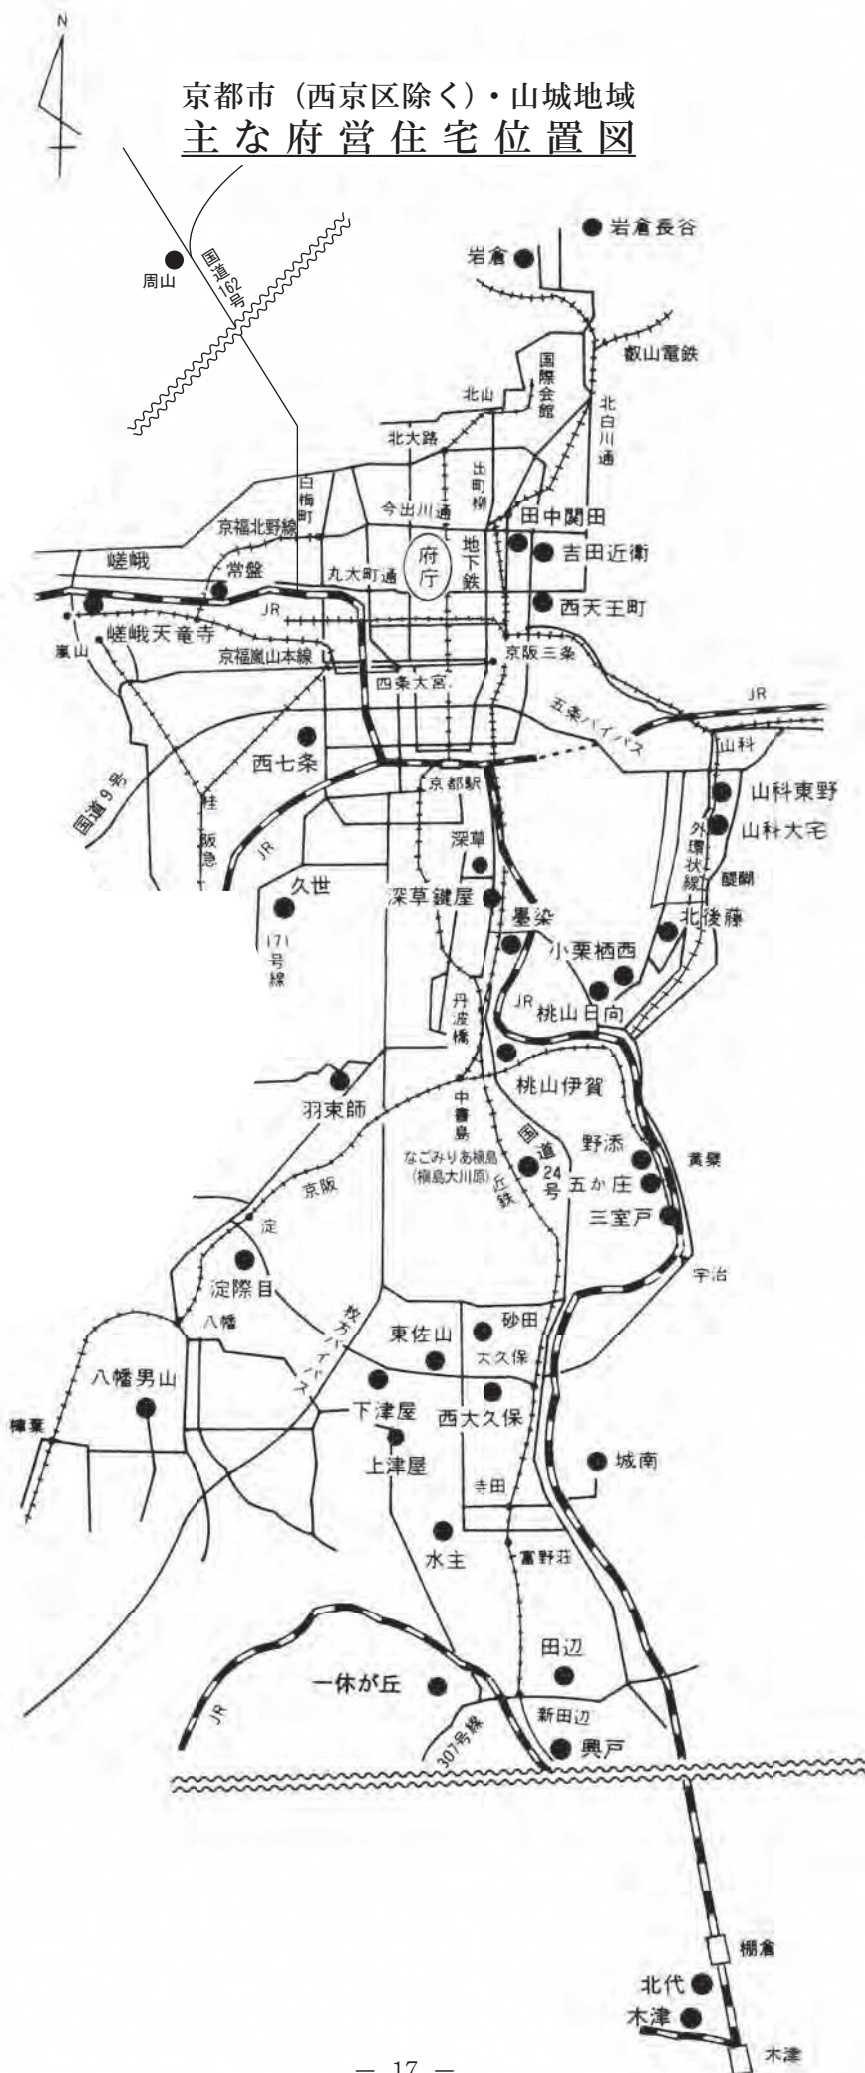 N
京都市（西京区除く）・山城地域
主な府営住宅位置図
岩倉長谷
岩倉
周山
国道162号
叡山電鉄
国際会館
北山
北白川通
北大路
出町柳
白梅町
今出川通
田中関田
京福北野線
地下鉄
府庁
吉田近衛
嵯峨
常盤
丸太町通
西天王町
JR
嵯峨天竜寺
嵐山
京福嵐山本線
京阪三条
四条大宮
JR
五条バイパス
山科
西七条
京都駅
山科東野
国道9号
桂
阪急
JR
山科大宅
外環状線
深草
醍醐
久世
深草鍵屋
墨染
北後藤
171号線
小栗栖西
JR
桃山日向
丹波橋
桃山伊賀
羽束師
中書島
国道24号
野添
黄檗
なごみりあ槇島
（槇島大川原）
近鉄
五か庄
京阪
三室戸
淀
宇治
淀際目
八幡
枚方バイパス
砂田
東佐山
大久保
八幡男山
下津屋
西大久保
樟葉
上津屋
城南
寺田
水主
富野荘
田辺
一休が丘
JR
新田辺
307号線
興戸
棚倉
北代
木津
木津
— 17 —